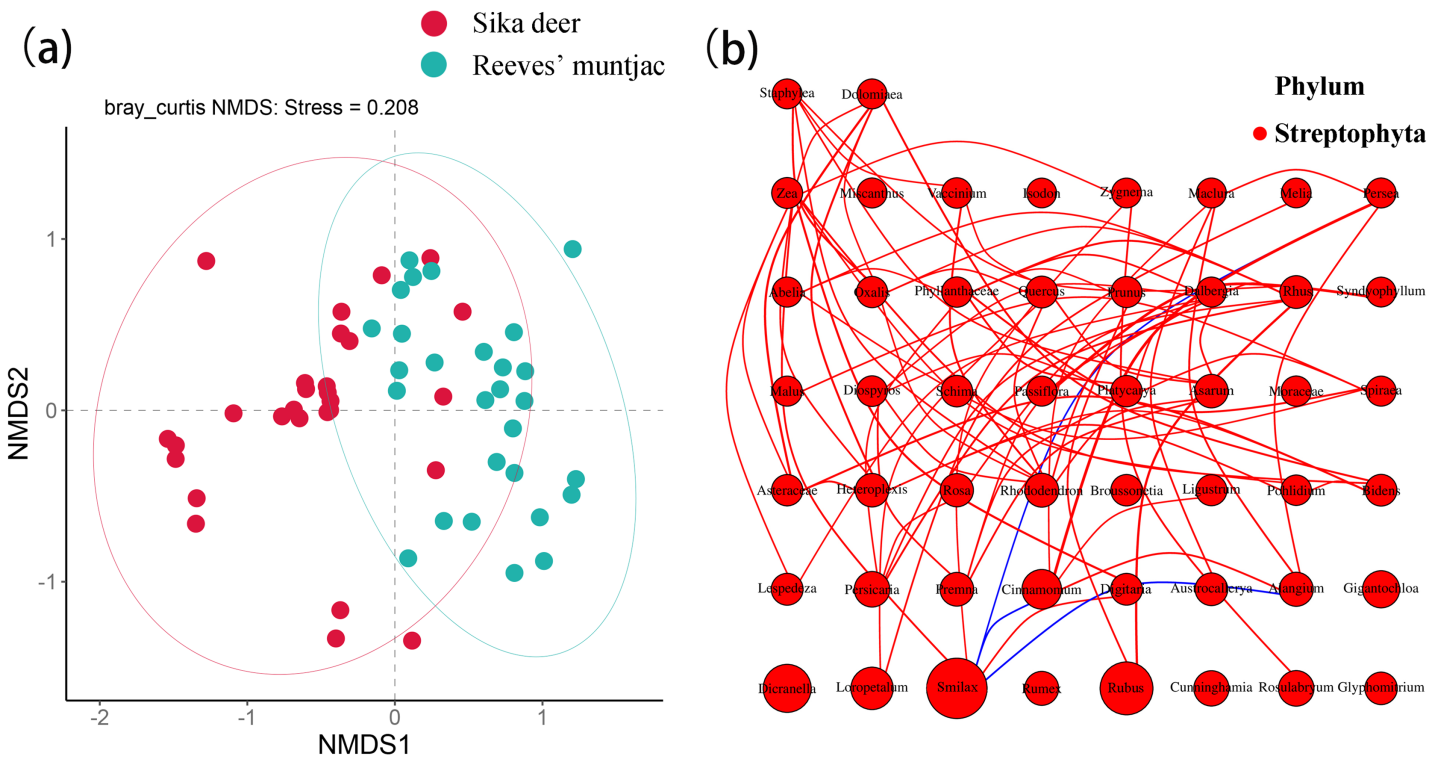 (a)
Sika deer
Reeves’ muntjac
bray_curtis NMDS: Stress = 0.208
NMDS2
1
0
-1
-2
-1
0
1
NMDS1
(b)
Phylum
Streptophyta
Staphylea Dolomiaea
Zea Miscanthus Vaccinium Isodon Zygnema Maclura Melia Persea
Abelia Oxalis Phyllanthaceae Quercus Prunus Dalbergia Rhus Syndyophyllum
Malus Diospyros Schima Passiflora Platycarya Asarum Moraceae Spiraea
Asteraceae Heteroplexis Rosa Rhododendron Broussonetia Ligustrum Pohlidium Bidens
Lespedeza Persicaria Premna Cinnamomum Digitaria Austrocallerya Alangium Gigantochloa
Dicranella Loropetalum Smilax Rumex Rubus Cunninghamia Rosulabryum Glyphomitrium